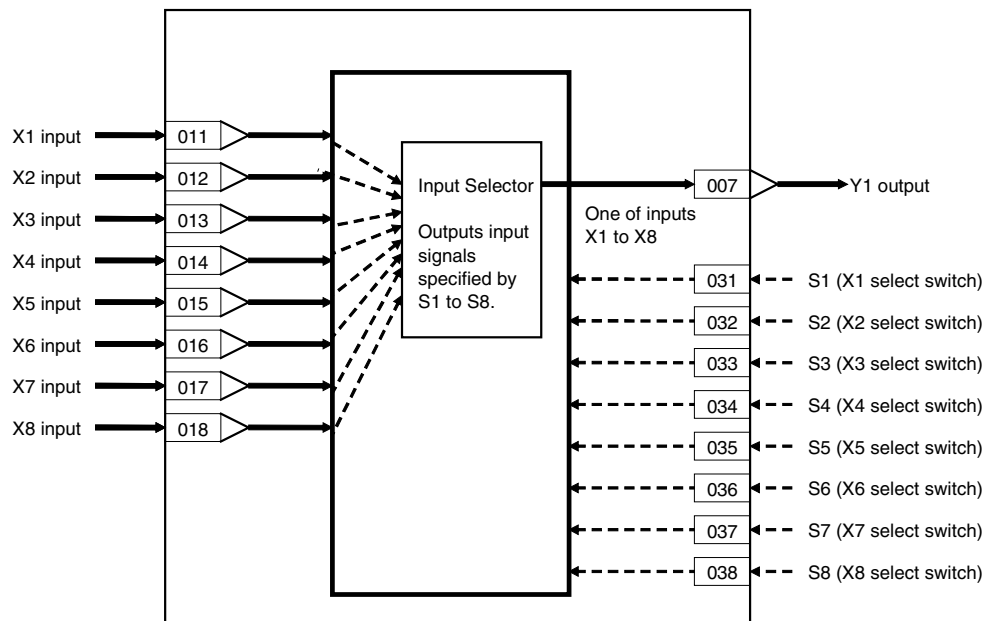 X1 input
011
X2 input
012
X3 input
013
X4 input
014
X5 input
015
X6 input
016
X7 input
017
X8 input
018
Input Selector
Outputs input
signals
specified by
S1 to S8.
007
Y1 output
One of inputs
X1 to X8
031
S1 (X1 select switch)
032
S2 (X2 select switch)
033
S3 (X3 select switch)
034
S4 (X4 select switch)
035
S5 (X5 select switch)
036
S6 (X6 select switch)
037
S7 (X7 select switch)
038
S8 (X8 select switch)